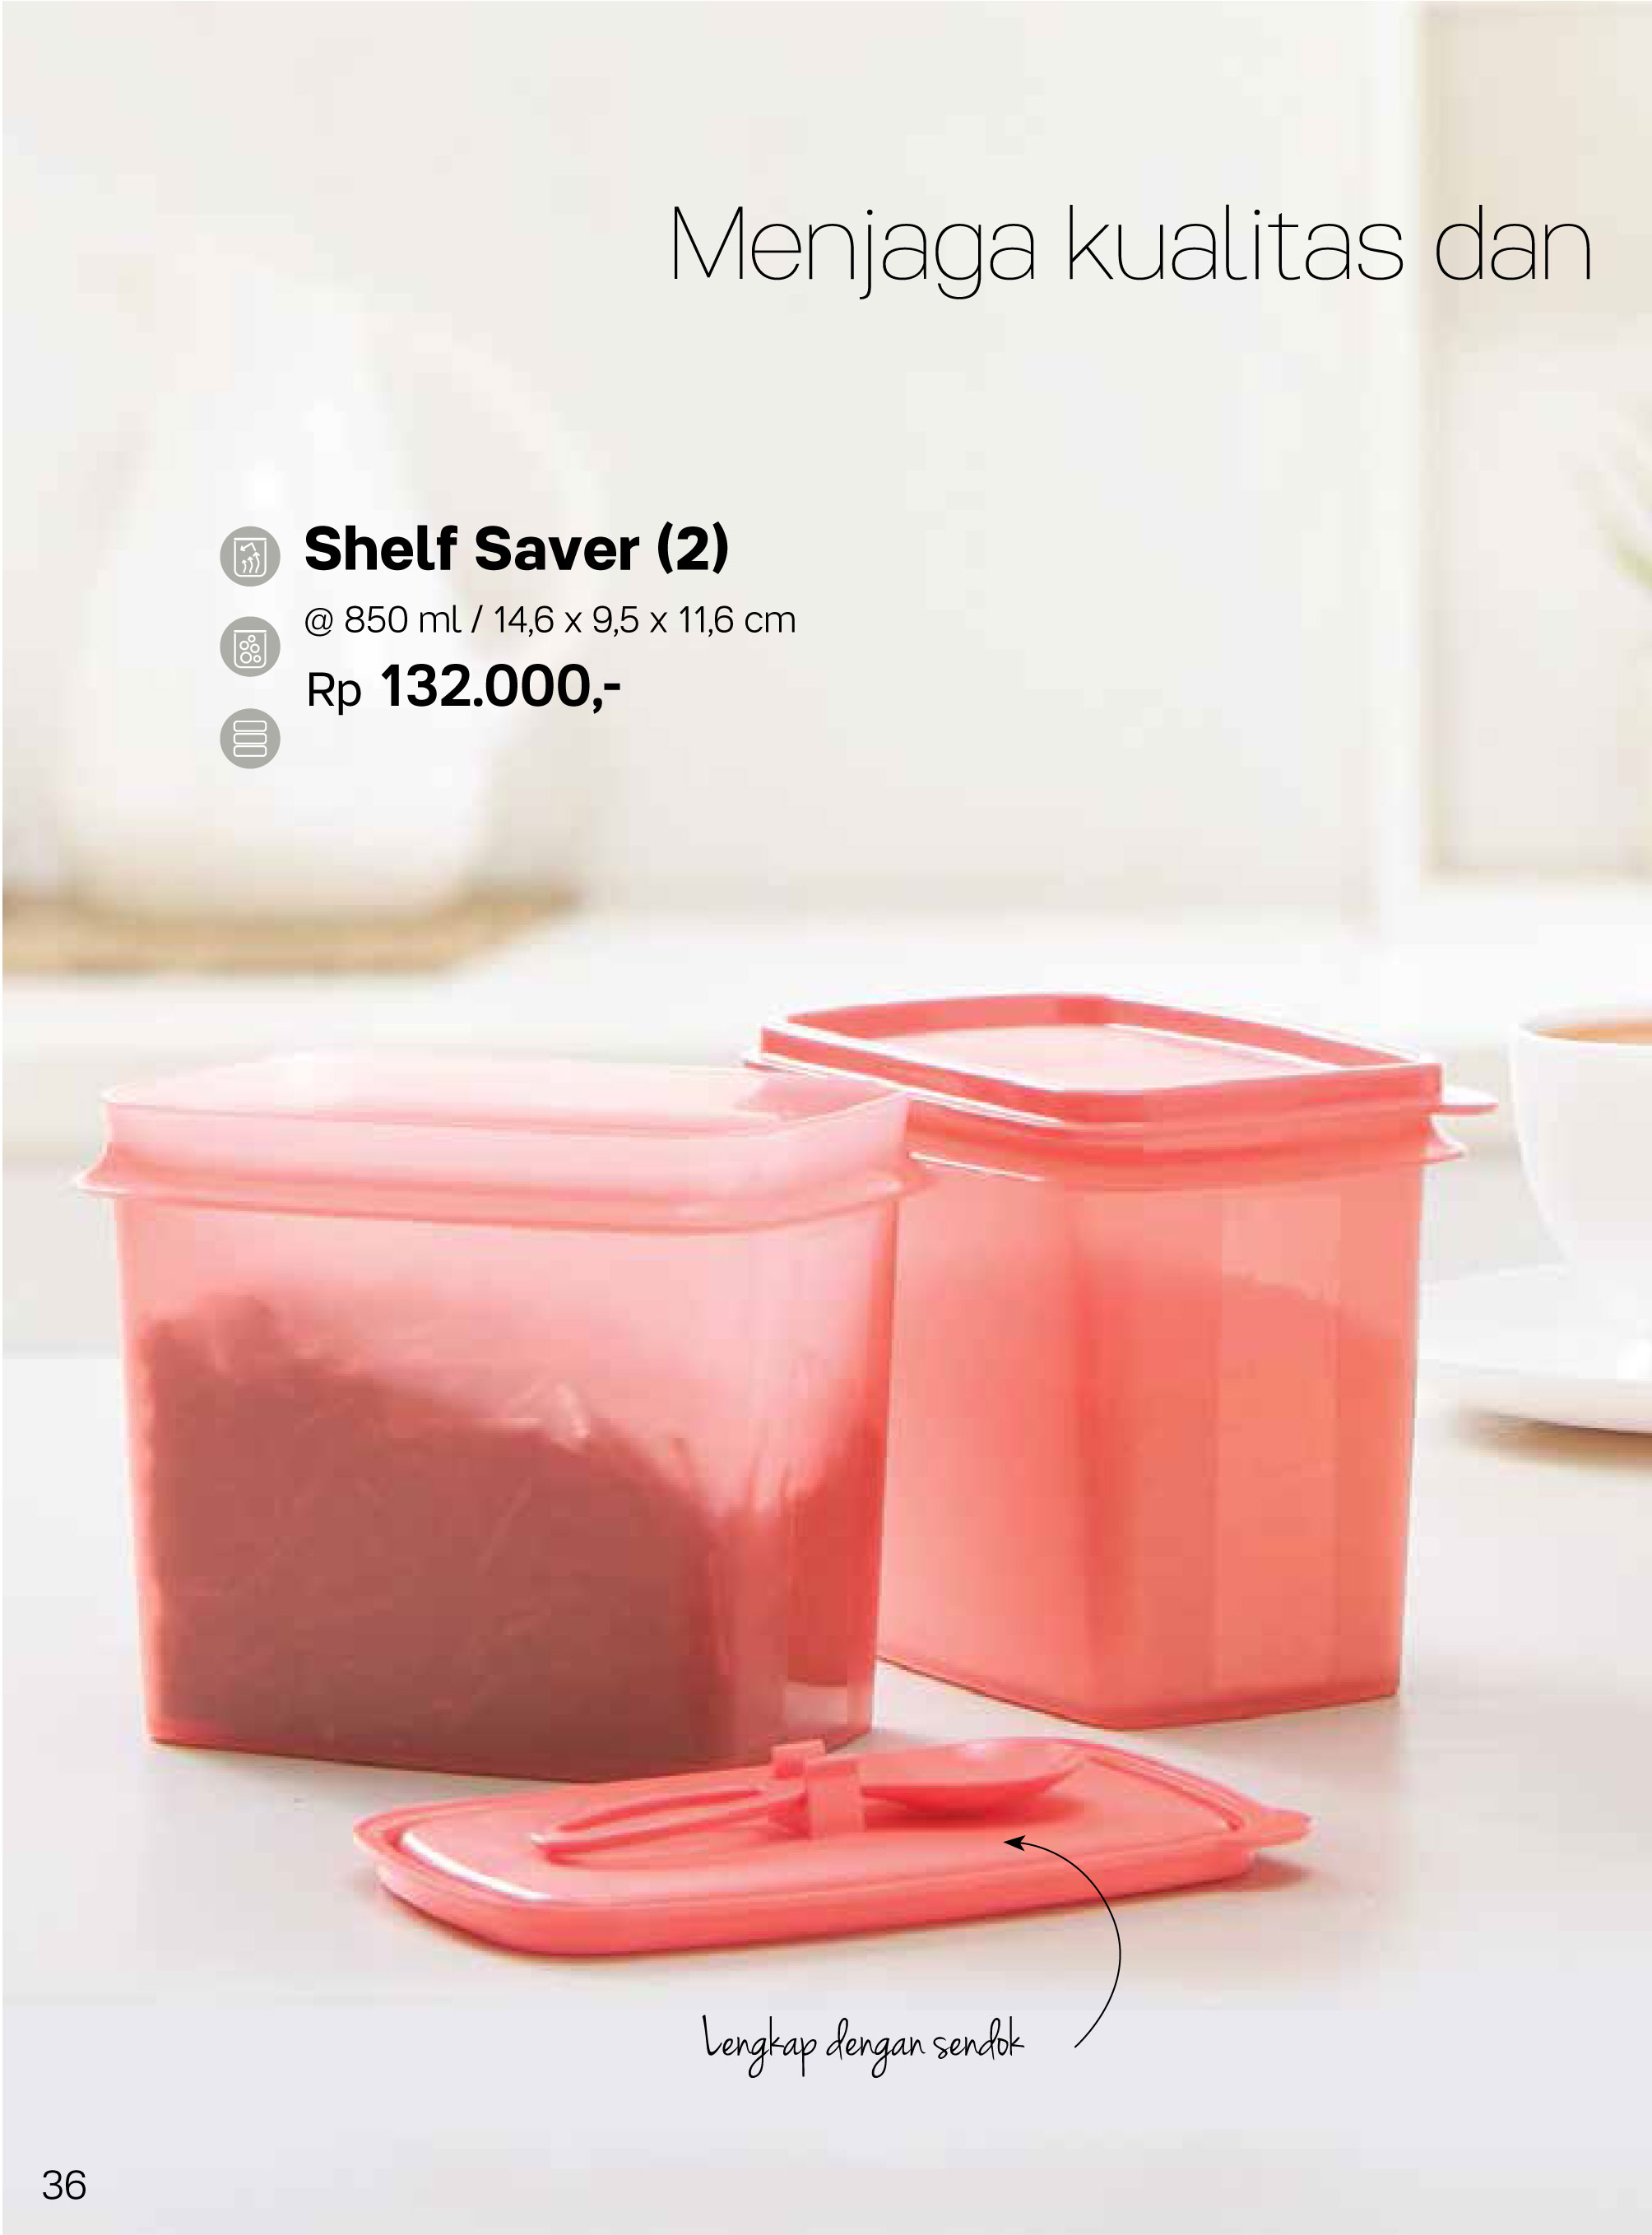 Menjaga kualitas dan
Shelf Saver (2)
@ 850 ml / 14,6 x 9,5 x 11,6 cm
Rp 132.000,-
Lengkap dengan sendok
36